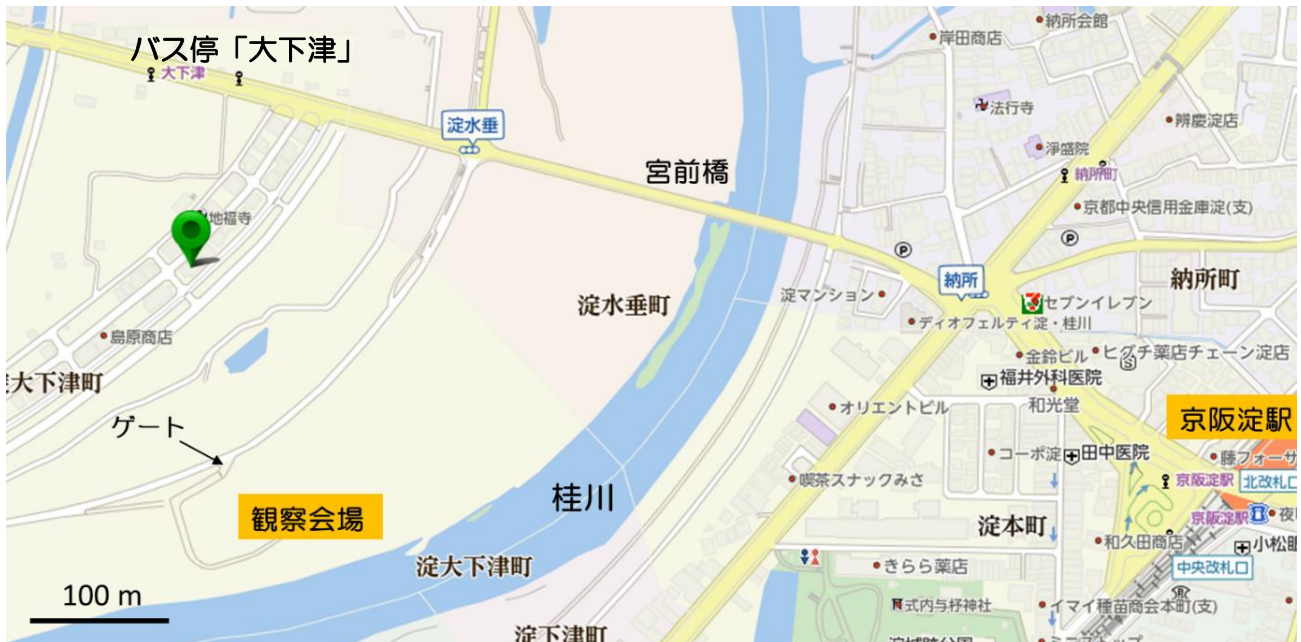 バス停「大下津」
大下津
淀水垂
地福寺
島原商店
大下津町
ゲート
観察会場
100 m
宮前橋
淀水垂町
桂川
淀大下津町
淀下津町
納所会館
岸田商店
法行寺
辨慶淀店
淨盛院
納所町
京都中央信用金庫淀(支)
P
P
納所
納所町
セブンイレブン
淀マンション
ディオフェルティ淀・桂川
金鈴ビル
ヒグチ薬店チェーン淀店
福井外科医院
和光堂
オリエントビル
京阪淀駅
コーポ淀
田中医院
藤フォーサ
京阪淀駅
北改札口
喫茶スナックみさ
京阪淀駅
夜
淀本町
和久田商店
小松眼
中央改札口
きらら薬店
式内与杼神社
イマイ種苗商会本町(支)
淀城跡公園